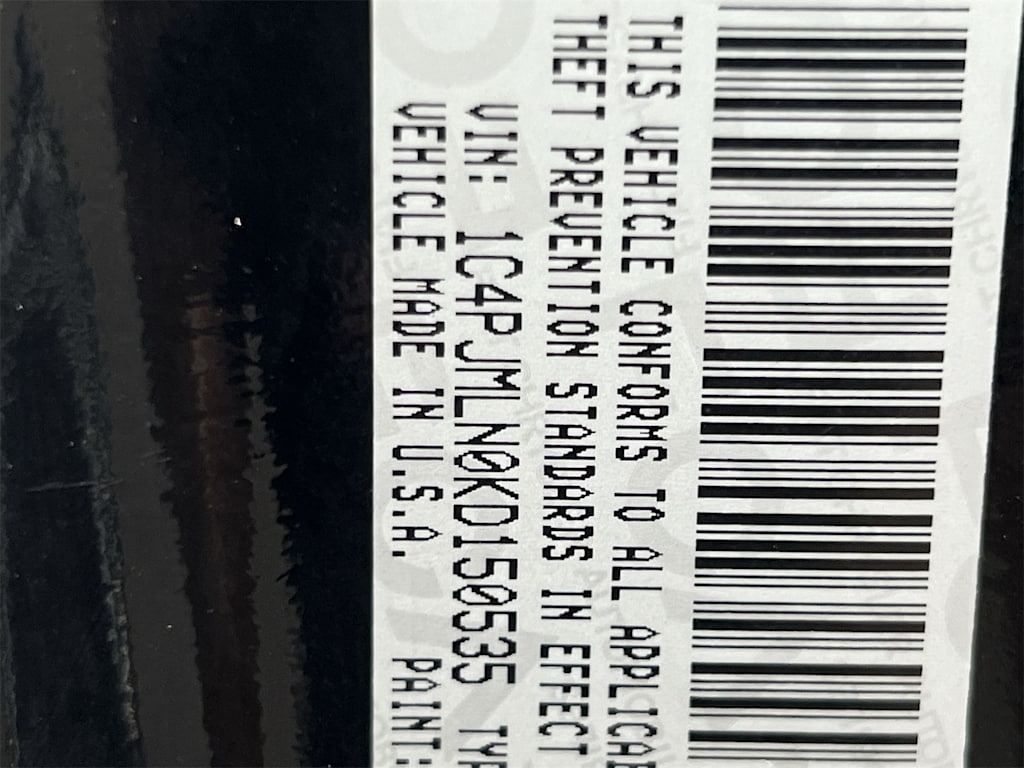 THIS VEHICLE CONFORMS TO ALL APPLICAB
THEFT PREVENTION STANDARDS IN EFFECT
VIN: 1C4PJMLN0KD150535 TYP
VEHICLE MADE IN U.S.A. PAINT: